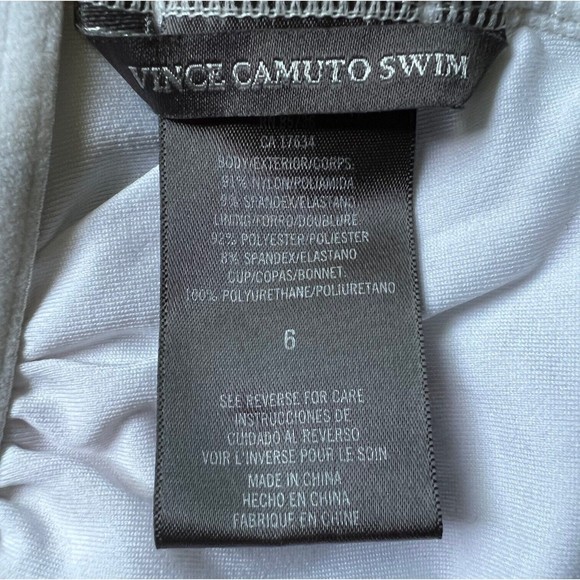 VINCE CAMUTO SWIM
CA 17634
BODY/EXTERIOR/CORPS.
91% NYLON/POLIAMIDA
9% SPANDEX/ELASTANO
LINING/FORRO/DOUBLURE
92% POLYESTER/POLIESTER
8% SPANDEX/ELASTANO
CUP/COPAS/BONNET.
100% POLYURETHANE/POLIURETANO
6
SEE REVERSE FOR CARE
INSTRUCCIONES DE
CUIDADO AL REVERSO
VOIR L'INVERSE POUR LE SOIN
MADE IN CHINA
HECHO EN CHINA
FABRIQUE EN CHINE